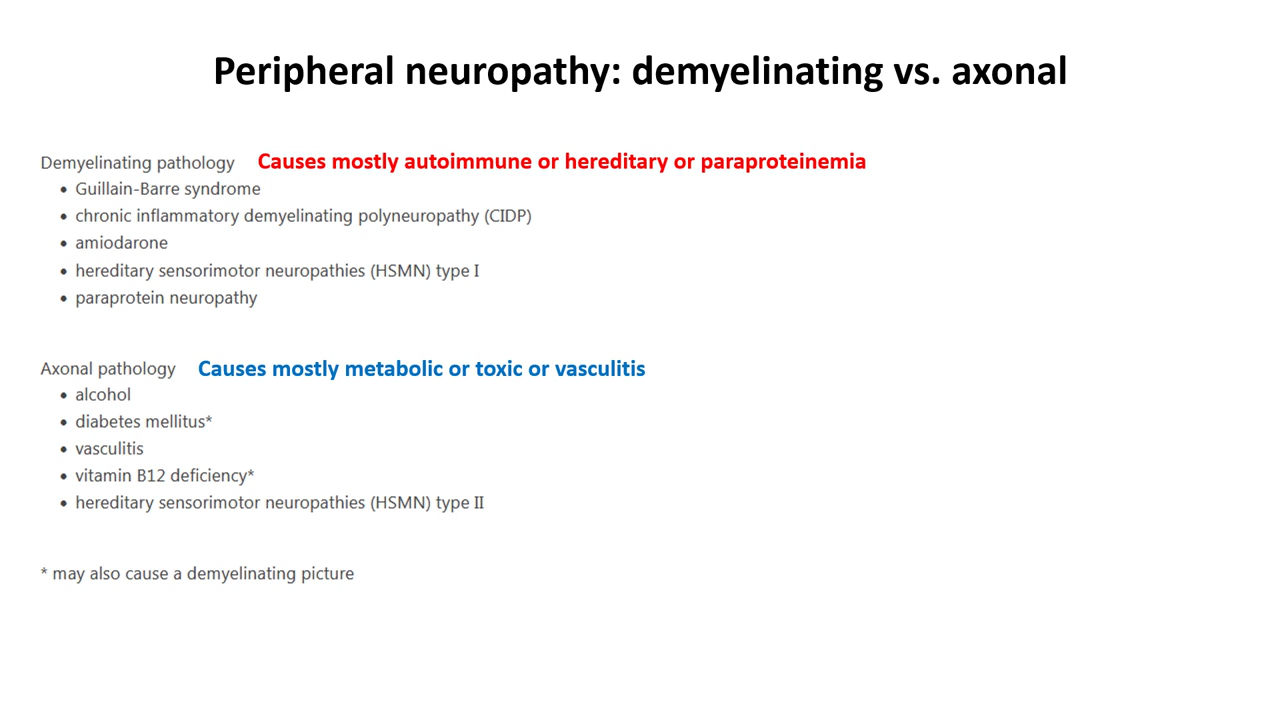 Peripheral neuropathy: demyelinating vs. axonal
Demyelinating pathology Causes mostly autoimmune or hereditary or paraproteinemia
• Guillain-Barre syndrome
• chronic inflammatory demyelinating polyneuropathy (CIDP)
• amiodarone
• hereditary sensorimotor neuropathies (HSMN) type I
• paraprotein neuropathy
Axonal pathology Causes mostly metabolic or toxic or vasculitis
• alcohol
• diabetes mellitus*
• vasculitis
• vitamin B12 deficiency*
• hereditary sensorimotor neuropathies (HSMN) type II
* may also cause a demyelinating picture